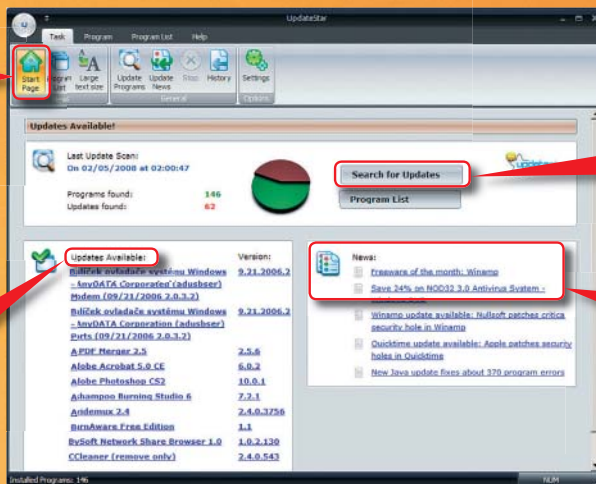 UpdateStar
Task Program Program List Help
Start Page
Program List
Large text size
Update Programs
Update News
Stop
History
Settings
General
Options
Updates Available!
Last Update Scan:
On 02/05/2008 at 02:00:47
Programs found: 146
Updates found: 62
Search for Updates
Program List
Updates Available: Version:
Balíček ovladače systému Windows 9.21.2006.2
- AnyDATA Corporated (adusbser)
Modem (09/21/2006 2.0.3.2)
Balíček ovladače systému Windows 9.21.2006.2
- AnyDATA Corporation (adusbser)
Ports (09/21/2006 2.0.3.2)
A PDF Merger 2.5 2.5.6
Adobe Acrobat 5.0 CE 6.0.2
Adobe Photoshop CS2 10.0.1
Ashampoo Burning Studio 6 7.2.1
Avidemux 2.4 2.4.0.3756
BurnAware Free Edition 1.1
BySoft Network Share Browser 1.0 1.0.2.130
CCleaner (remove only) 2.4.0.543
News:
Freeware of the month: Winamp
Save 24% on NOD32 3.0 Antivirus System -
Winamp update available: Nullsoft patches critica
security hole in Winamp
Quicktime update available: Apple patches security
holes in Quicktime
New Java update fixes about 370 program errors
Installed Programs: 146
NUM